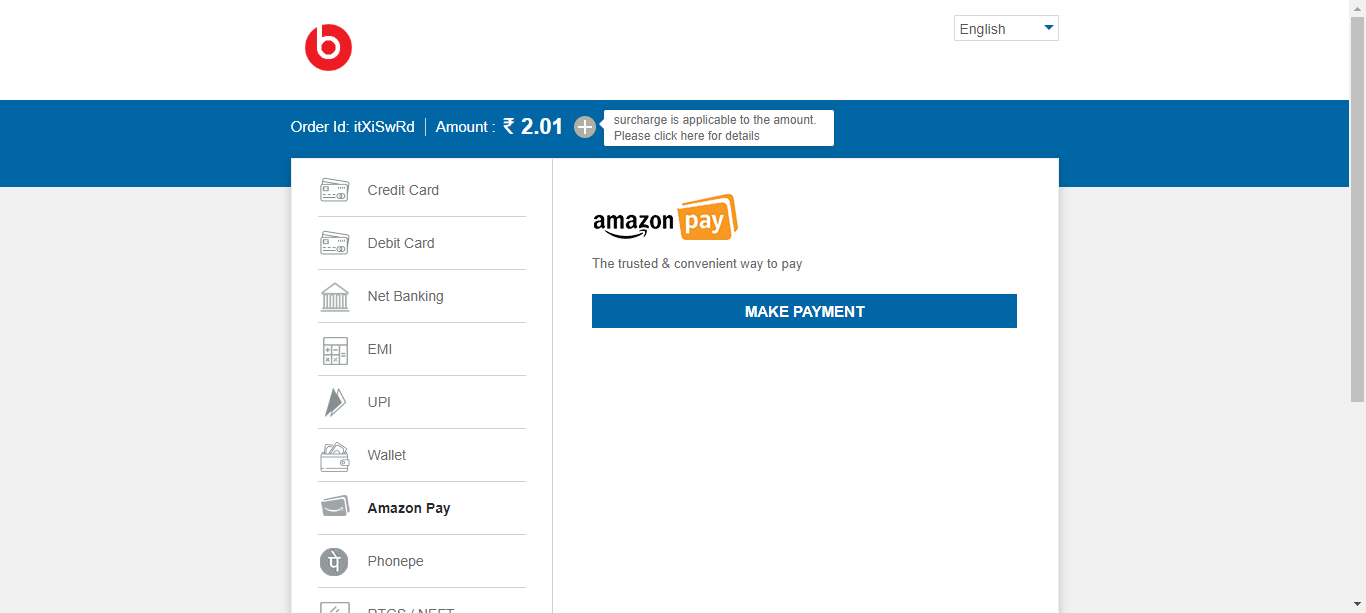 b
English
Order Id: itXiSwRd Amount : ₹ 2.01
surcharge is applicable to the amount.
Please click here for details
Credit Card
Debit Card
Net Banking
EMI
UPI
Wallet
Amazon Pay
Phonepe
RTGS / NEFT
amazon pay
The trusted & convenient way to pay
MAKE PAYMENT